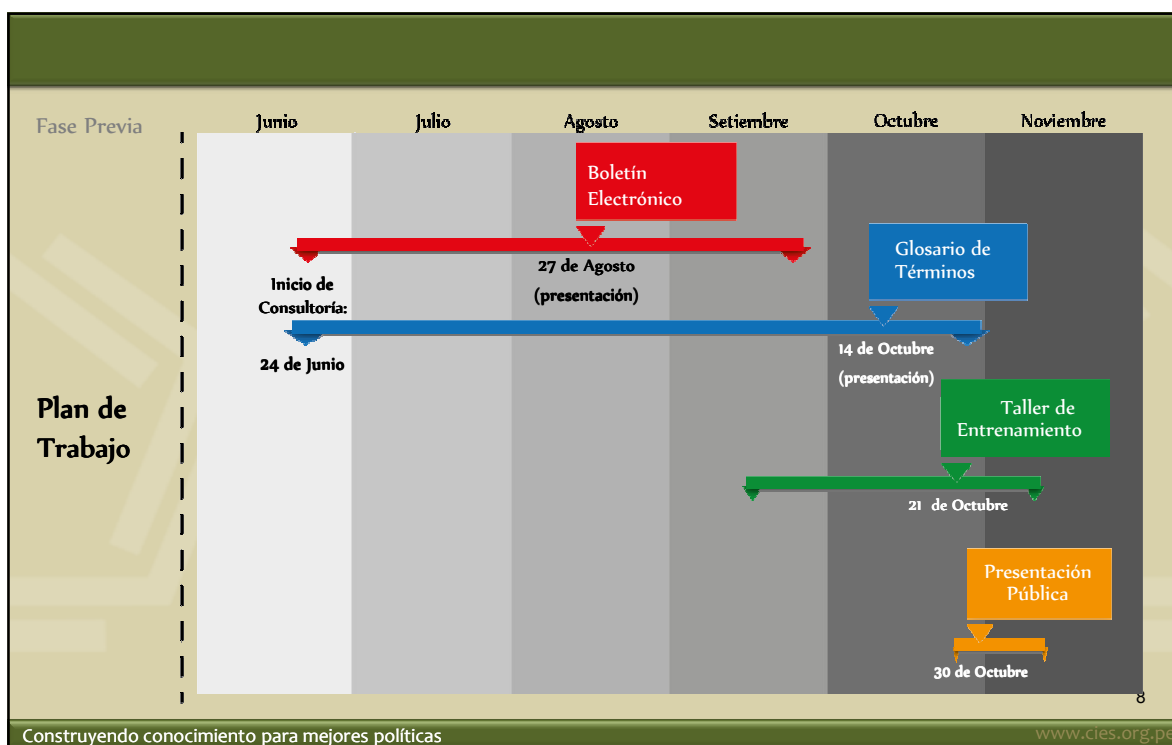 Fase Previa
Junio
Julio
Agosto
Setiembre
Octubre
Noviembre
Boletín
Electrónico
27 de Agosto
(presentación)
Inicio de
Consultoría:
24 de Junio
Glosario de
Términos
14 de Octubre
(presentación)
Plan de
Trabajo
Taller de
Entrenamiento
21 de Octubre
Presentación
Pública
30 de Octubre
8
Construyendo conocimiento para mejores políticas
www.cies.org.pe